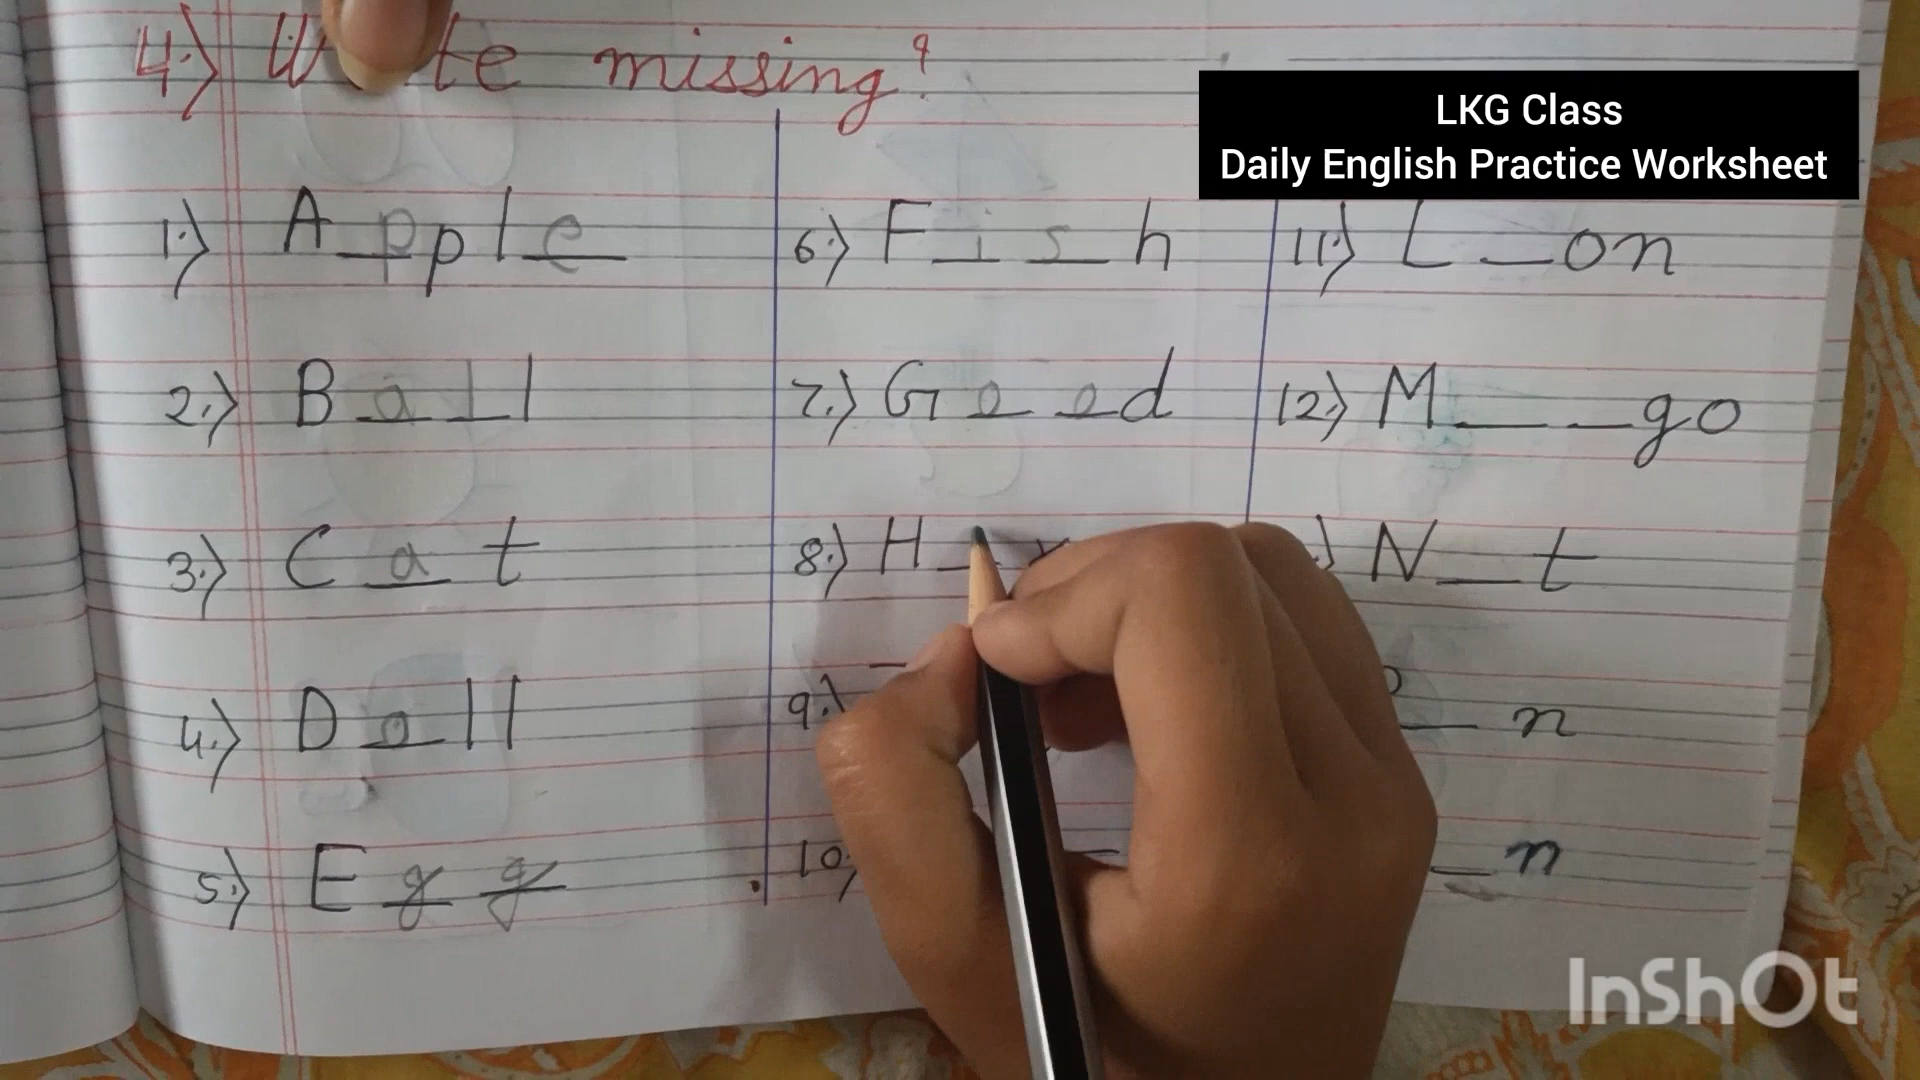 4.) Write missing?
LKG Class
Daily English Practice Worksheet
1.) Apple
6.) Fish
11.) L _ on
2.) Ball
7.) Good
12.) M _ _ go
3.) Cat
8.) H _
N _ t
4.) Doll
9.)
_ n
5.) Egg
10.)
_ n
InShOt